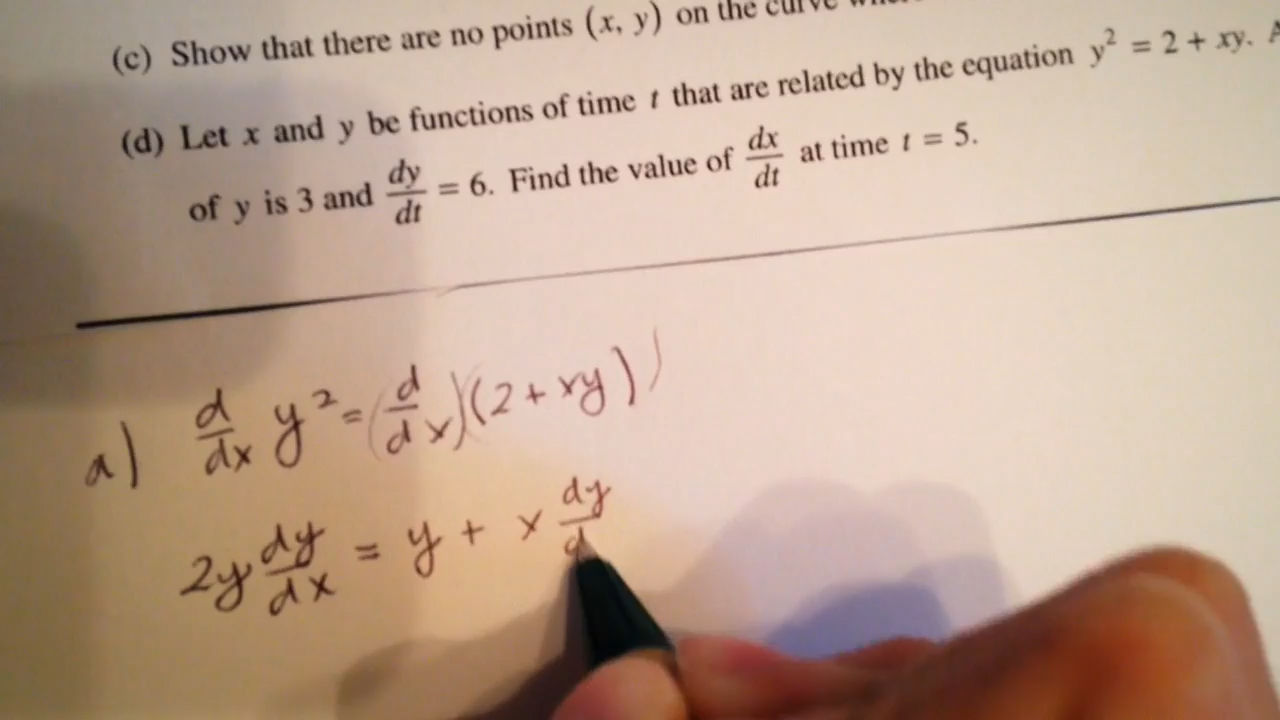 (c) Show that there are no points (x, y) on the curve
(d) Let x and y be functions of time t that are related by the equation y² = 2 + xy.
of y is 3 and dy/dt = 6. Find the value of dx/dt at time t = 5.
a) d/dx y² = (d/dx)(2 + xy))
2y dy/dx = y + x dy/d